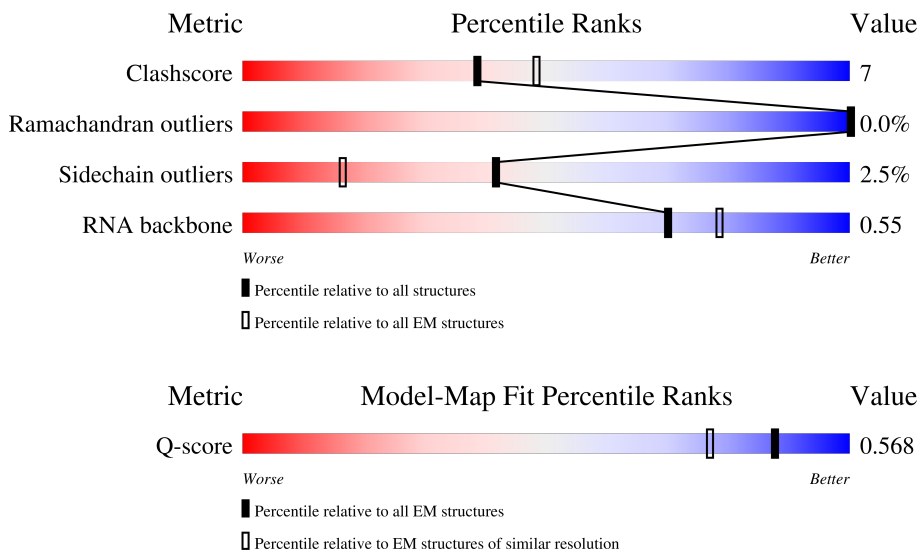 Metric Percentile Ranks Value
Clashscore 7
Ramachandran outliers 0.0%
Sidechain outliers 2.5%
RNA backbone 0.55
Worse Better
Percentile relative to all structures
Percentile relative to all EM structures
Metric Model-Map Fit Percentile Ranks Value
Q-score 0.568
Worse Better
Percentile relative to all EM structures
Percentile relative to EM structures of similar resolution